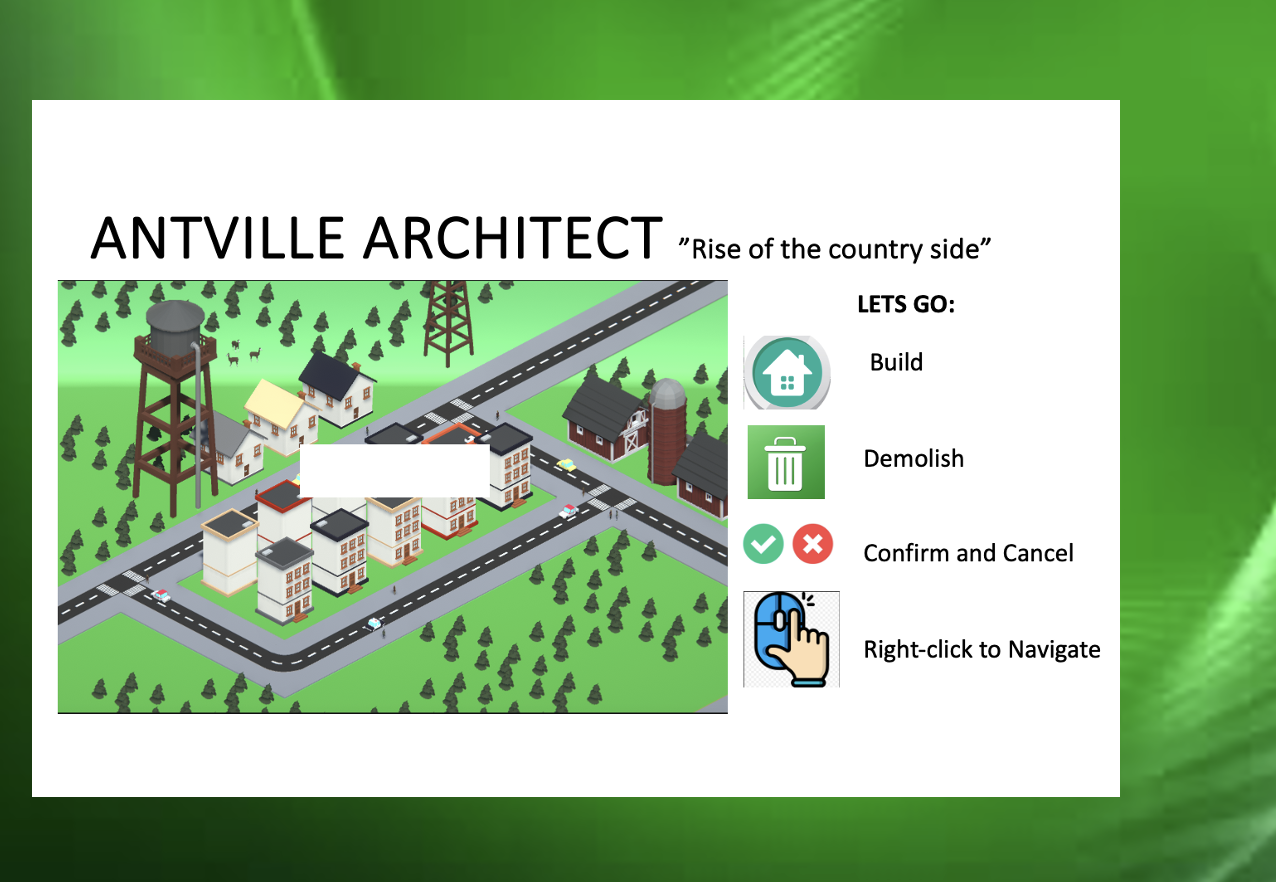 ANTVILLE ARCHITECT ”Rise of the country side”
LETS GO:
Build
Demolish
Confirm and Cancel
Right-click to Navigate